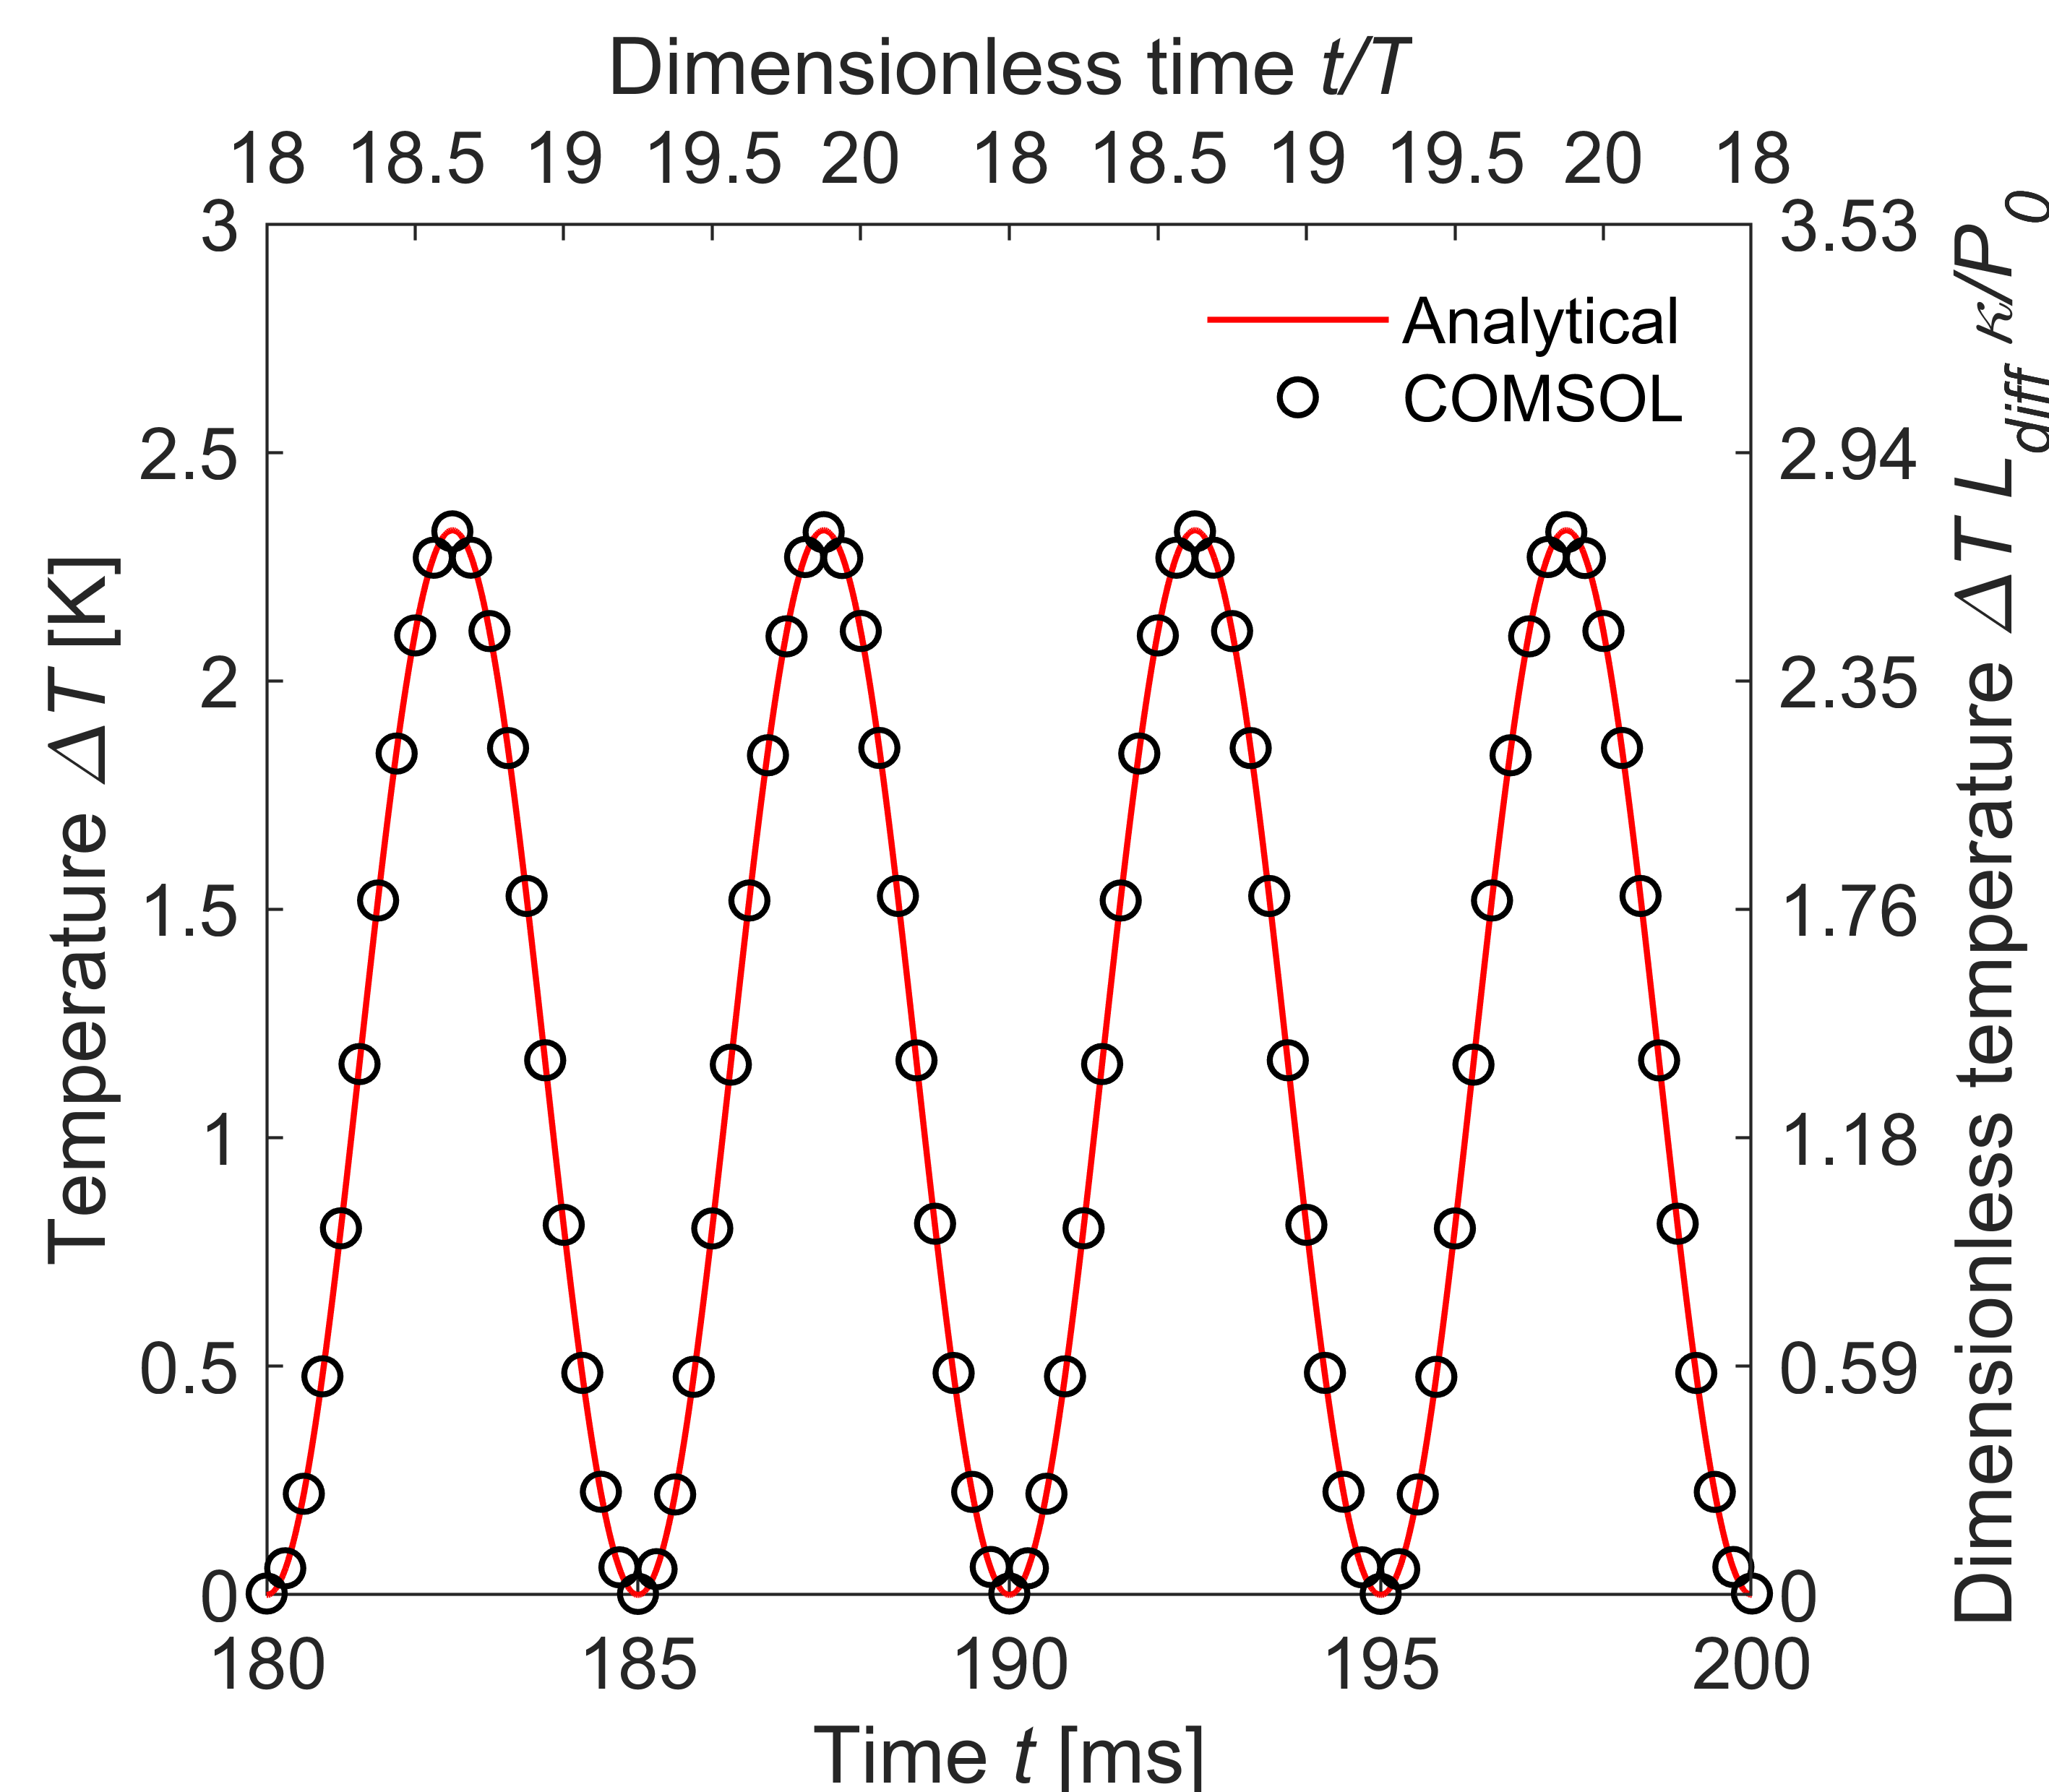 Dimensionless time t/T
18 18.5 19 19.5 20 18 18.5 19 19.5 20 18
3
2.5
2
1.5
1
0.5
0
Temperature ΔT [K]
Analytical
COMSOL
3.53
2.94
2.35
1.76
1.18
0.59
0
Dimensionless temperature ΔT L_diff κ/P_0
180 185 190 195 200
Time t [ms]